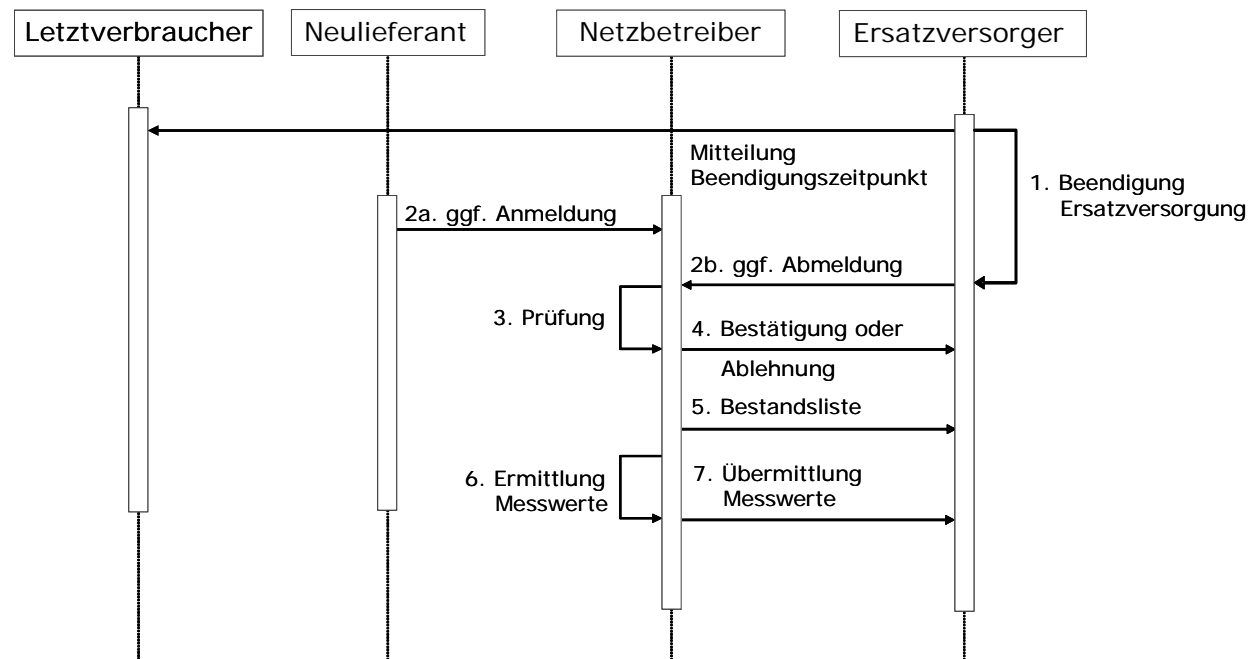 Letztverbraucher
Neulieferant
Netzbetreiber
Ersatzversorger
Mitteilung
Beendigungszeitpunkt
1. Beendigung
Ersatzversorgung
2a. ggf. Anmeldung
2b. ggf. Abmeldung
3. Prüfung
4. Bestätigung oder
Ablehnung
5. Bestandsliste
6. Ermittlung
Messwerte
7. Übermittlung
Messwerte